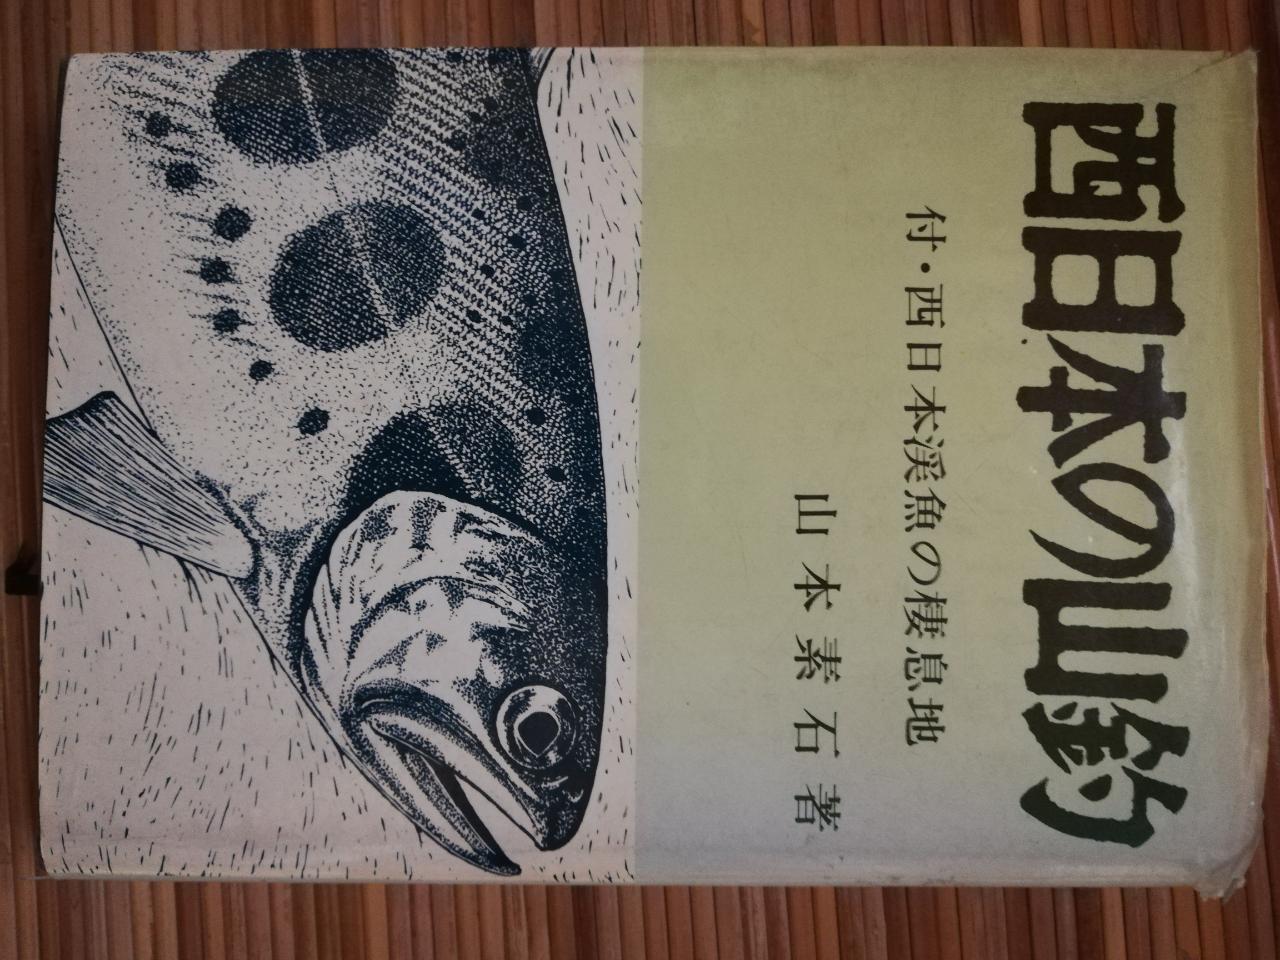 西日本の山釣
付・西日本渓魚の棲息地
山本素石著